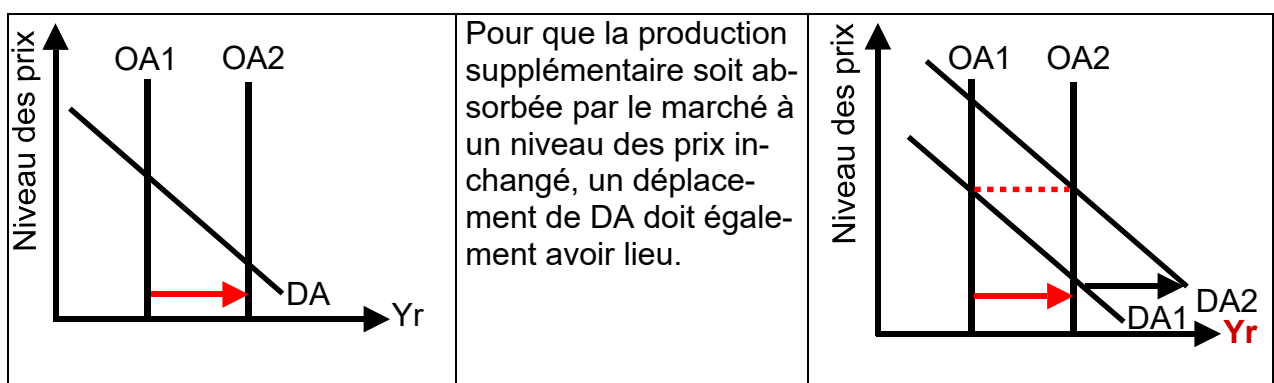 Niveau des prix
OA1
OA2
DA
Yr
Pour que la production
supplémentaire soit ab-
sorbée par le marché à
un niveau des prix in-
changé, un déplace-
ment de DA doit égale-
ment avoir lieu.
Niveau des prix
OA1
OA2
DA1
DA2
Yr